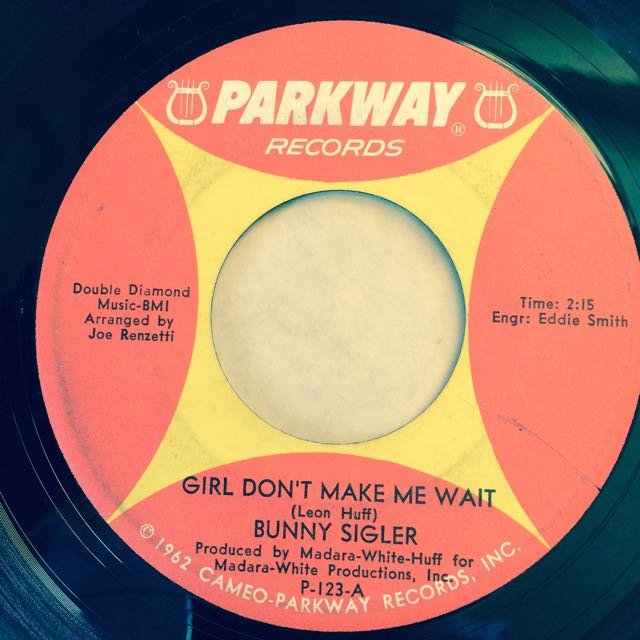 PARKWAY®
RECORDS
Double Diamond
Music-BMI
Arranged by
Joe Renzetti
Time: 2:15
Engr: Eddie Smith
GIRL DON'T MAKE ME WAIT
(Leon Huff)
BUNNY SIGLER
Produced by Madara-White-Huff for
Madara-White Productions, Inc.
P-123-A
© 1962 CAMEO-PARKWAY RECORDS, INC.